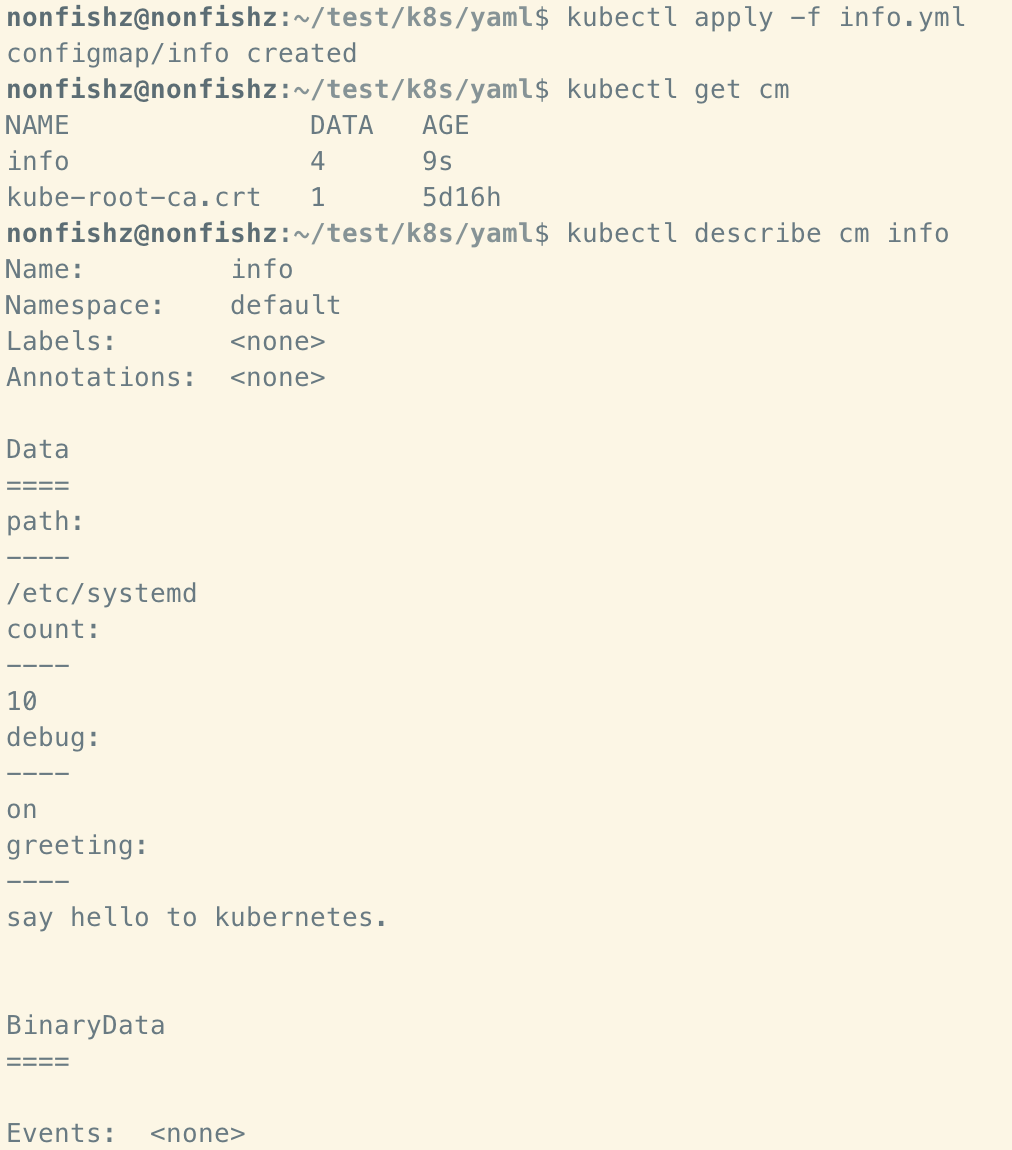 nonfishz@nonfishz:~/test/k8s/yaml$ kubectl apply -f info.yml
configmap/info created
nonfishz@nonfishz:~/test/k8s/yaml$ kubectl get cm
NAME               DATA   AGE
info               4      9s
kube-root-ca.crt   1      5d16h
nonfishz@nonfishz:~/test/k8s/yaml$ kubectl describe cm info
Name:         info
Namespace:    default
Labels:       <none>
Annotations:  <none>

Data
====
path:
----
/etc/systemd
count:
----
10
debug:
----
on
greeting:
----
say hello to kubernetes.


BinaryData
====

Events:  <none>